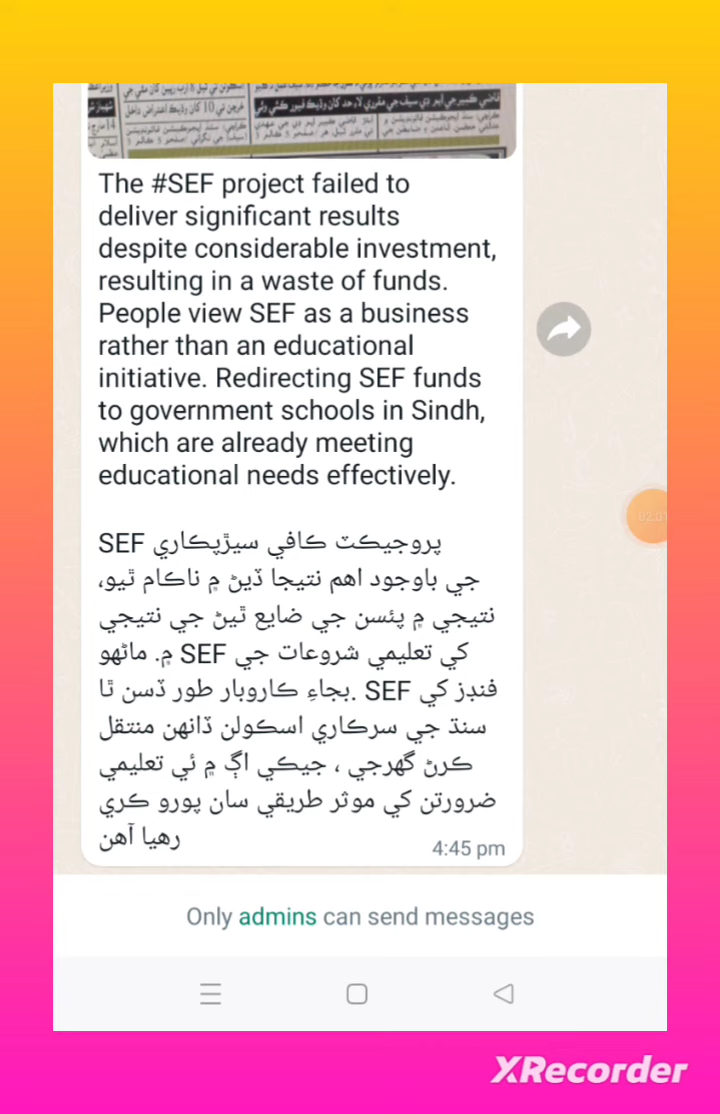 The #SEF project failed to
deliver significant results
despite considerable investment,
resulting in a waste of funds.
People view SEF as a business
rather than an educational
initiative. Redirecting SEF funds
to government schools in Sindh,
which are already meeting
educational needs effectively.
SEF پروجيڪٽ ڪافي سيڙپڪاري
جي باوجود اهم نتيجا ڏيڻ ۾ ناڪام ٿيو،
نتيجي ۾ پئسن جي ضايع ٿيڻ جي نتيجي
۾. ماڻهو SEF کي تعليمي شروعات جي
بجاءِ ڪاروبار طور ڏسن ٿا. SEF فنڊز کي
سنڌ جي سرڪاري اسڪولن ڏانهن منتقل
ڪرڻ گهرجي ، جيڪي اڳ ۾ ئي تعليمي
ضرورتن کي موثر طريقي سان پورو ڪري
رهيا آهن
4:45 pm
02:01
Only admins can send messages
XRecorder